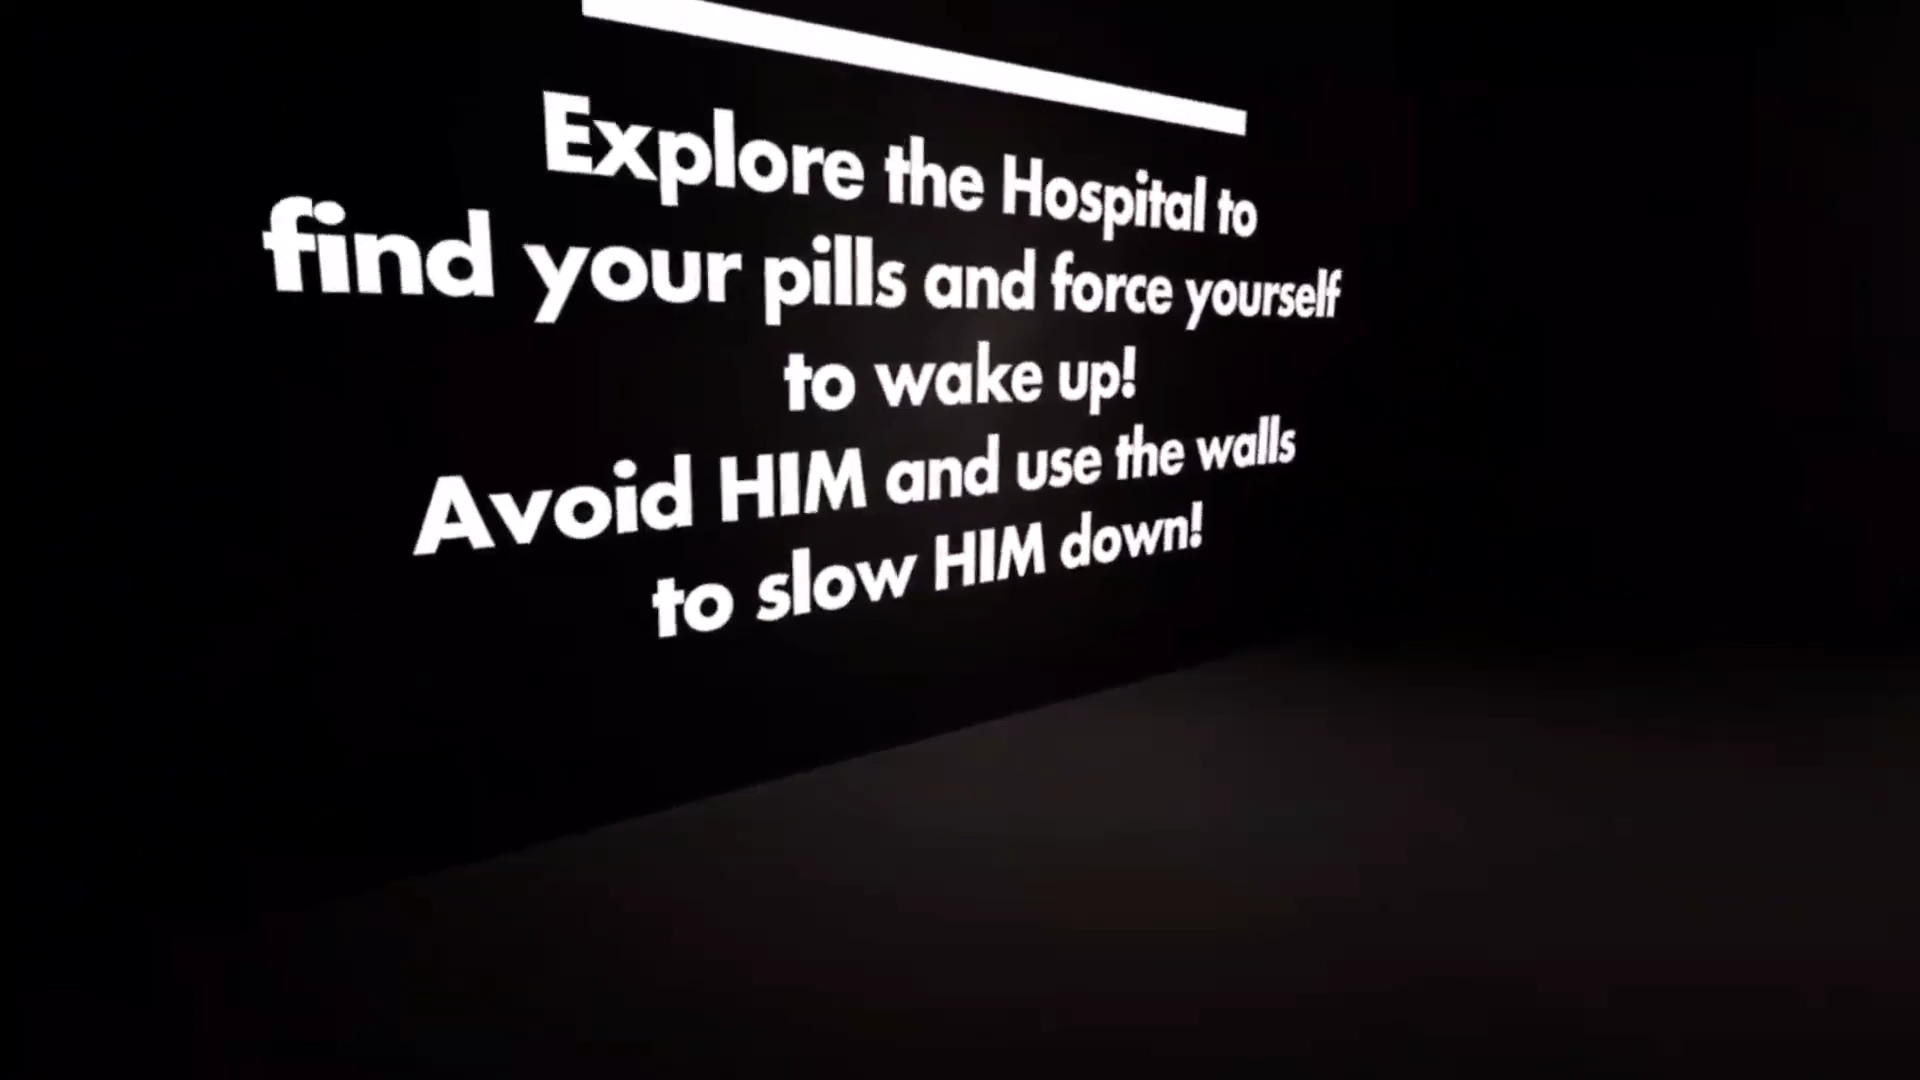 Explore the Hospital to
find your pills and force yourself
to wake up!
Avoid HIM and use the walls
to slow HIM down!